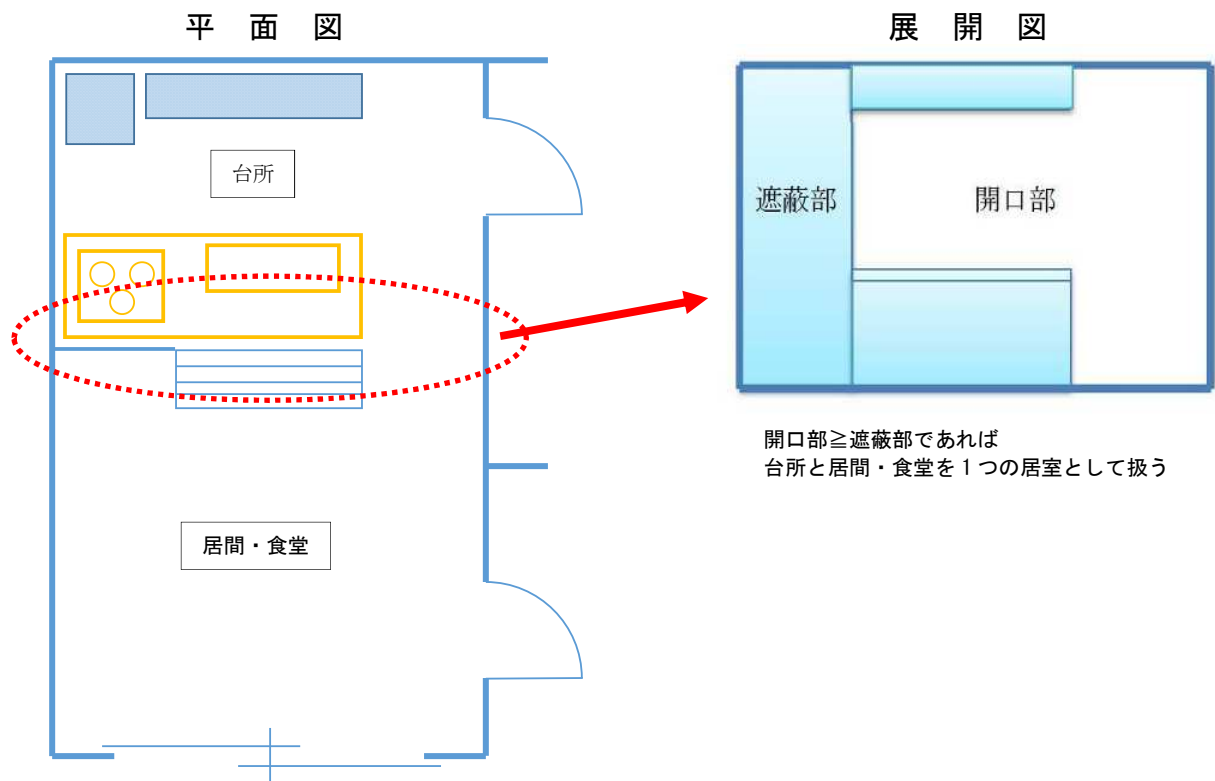 平　面　図
展　開　図
台所
遮蔽部
開口部
開口部≧遮蔽部であれば
台所と居間・食堂を１つの居室として扱う
居間・食堂